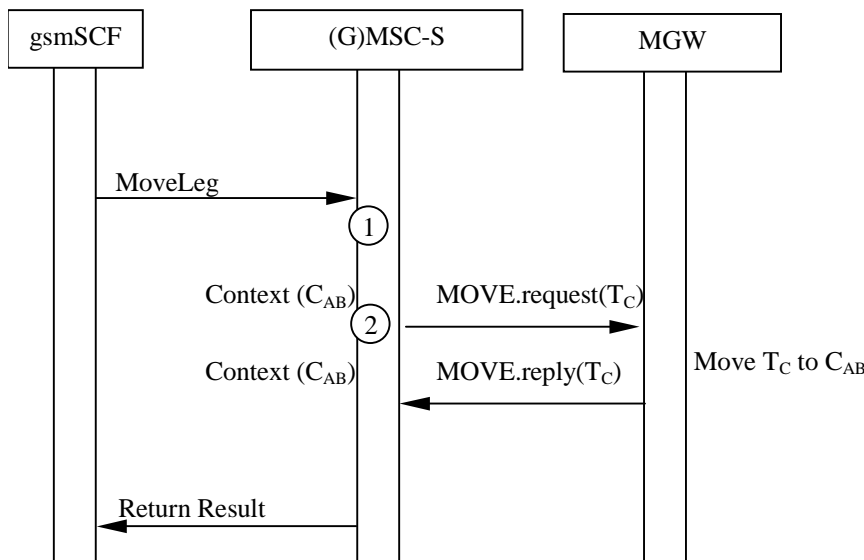 gsmSCF
(G)MSC-S
MGW
MoveLeg
1
Context (C_AB) MOVE.request(T_C)
2
Move T_C to C_AB
Context (C_AB) MOVE.reply(T_C)
Return Result